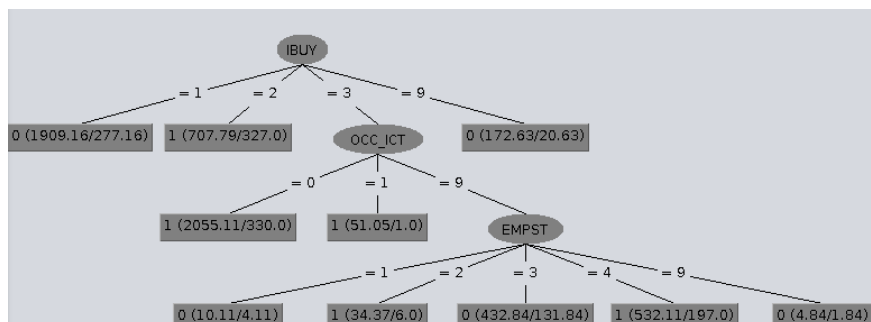 IBUY
= 1 = 2 = 3 = 9
0 (1909.16/277.16) 1 (707.79/327.0) OCC_ICT 0 (172.63/20.63)
= 0 = 1 = 9
1 (2055.11/330.0) 1 (51.05/1.0) EMPST
= 1 = 2 = 3 = 4 = 9
0 (10.11/4.11) 1 (34.37/6.0) 0 (432.84/131.84) 1 (532.11/197.0) 0 (4.84/1.84)